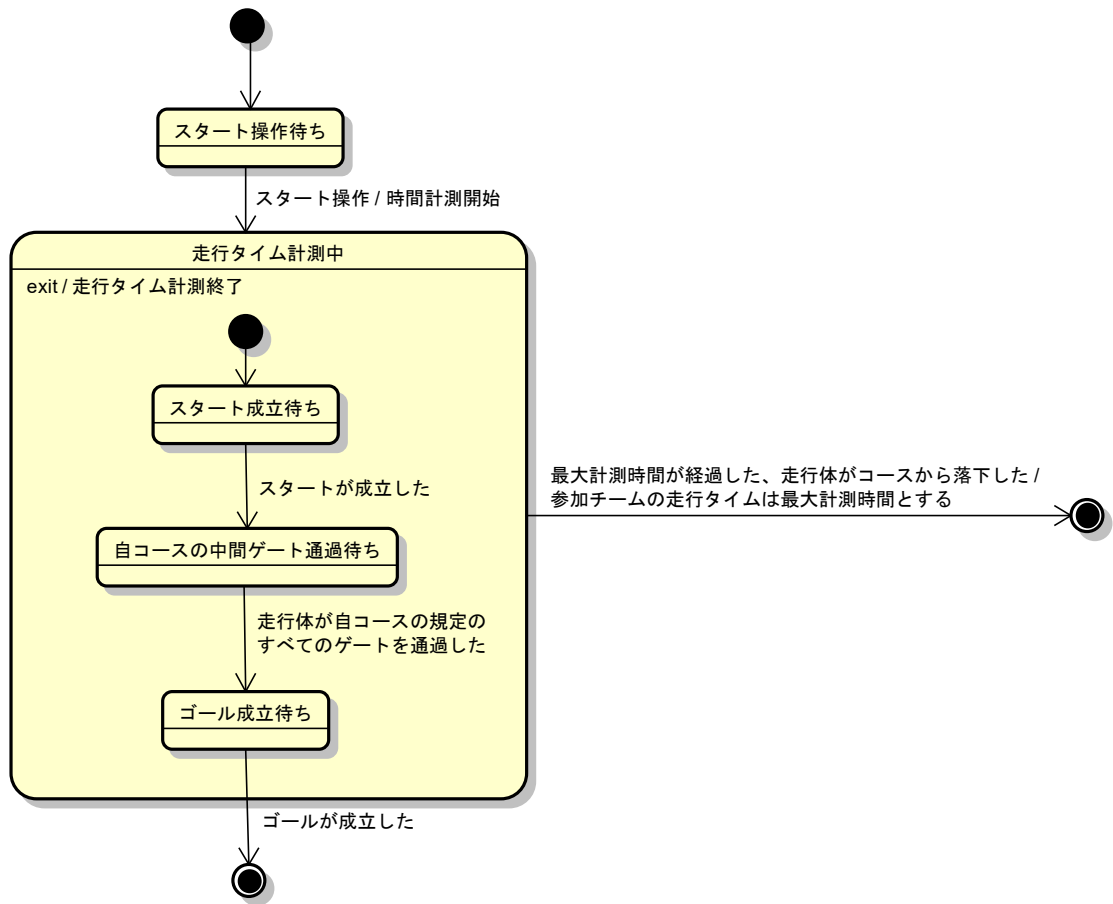 スタート操作待ち
スタート操作 / 時間計測開始
走行タイム計測中
exit / 走行タイム計測終了
スタート成立待ち
スタートが成立した
自コースの中間ゲート通過待ち
走行体が自コースの規定の
すべてのゲートを通過した
ゴール成立待ち
ゴールが成立した
最大計測時間が経過した、走行体がコースから落下した /
参加チームの走行タイムは最大計測時間とする